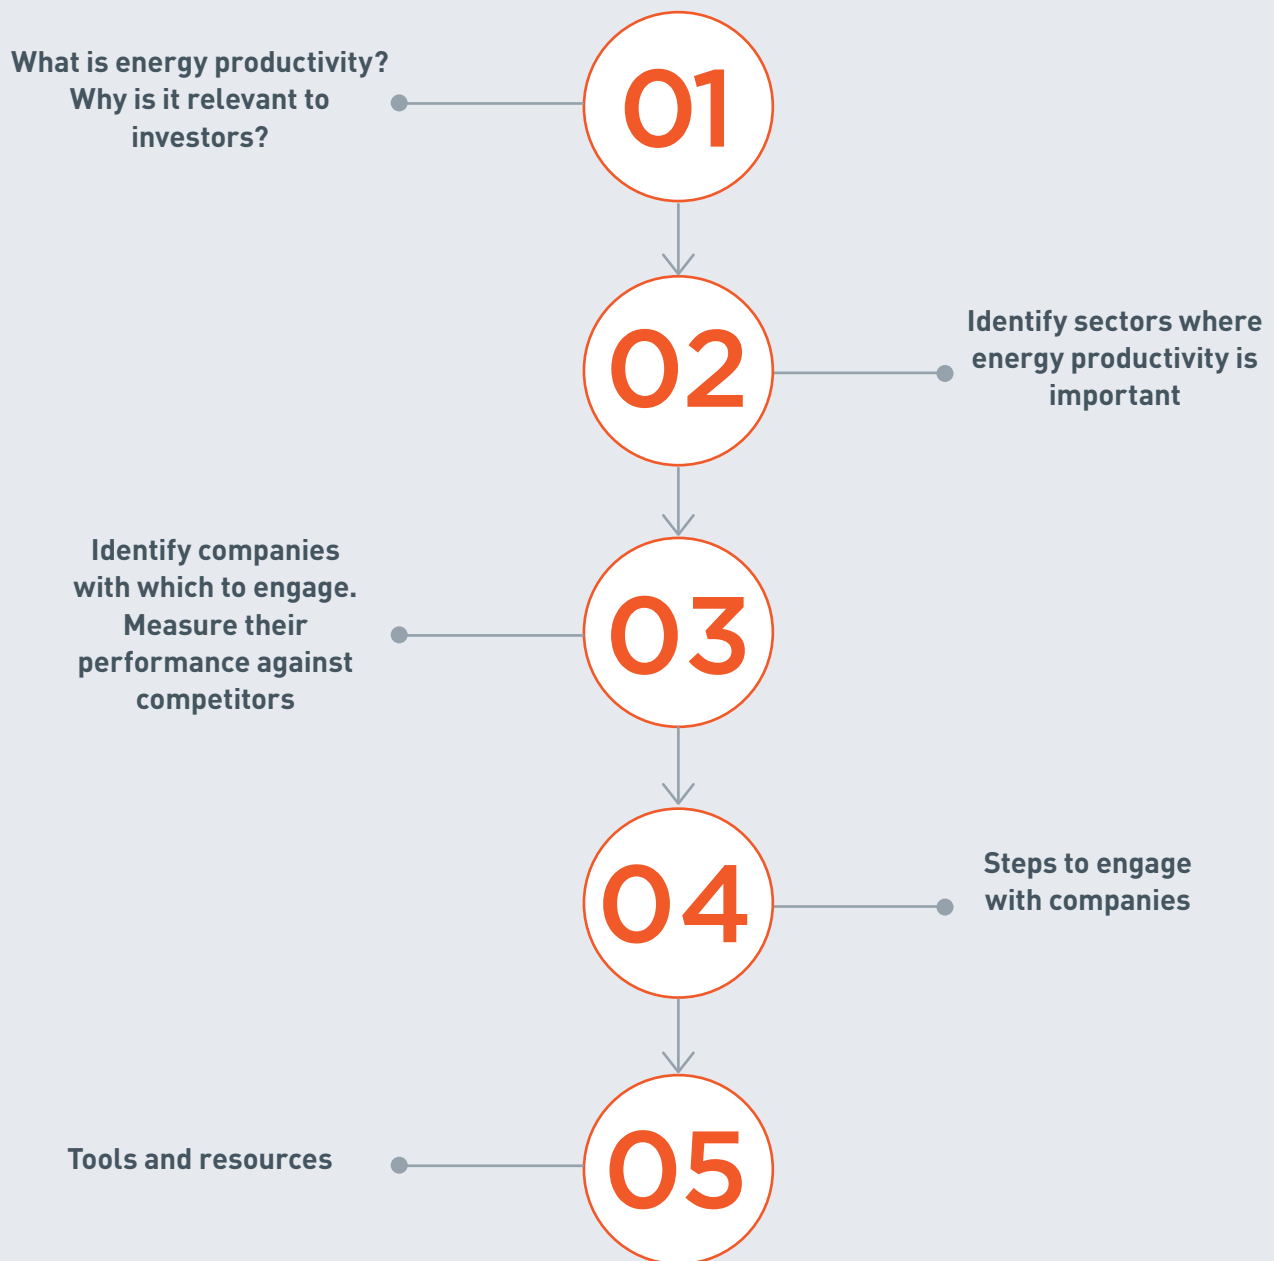 What is energy productivity?
Why is it relevant to
investors?
01
02
Identify sectors where
energy productivity is
important
Identify companies
with which to engage.
Measure their
performance against
competitors
03
04
Steps to engage
with companies
Tools and resources
05